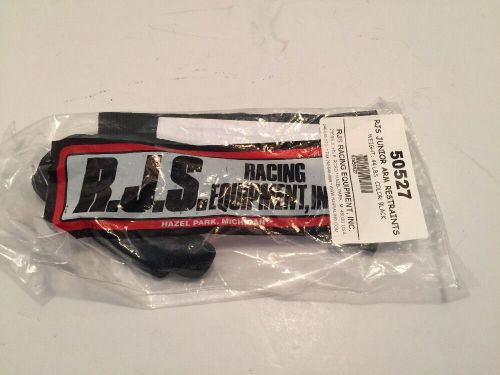 R.J.S. RACING
EQUIPMENT, IN
HAZEL PARK, MICHIGAN
50527
RJS JUNIOR ARM RESTRAINTS
WEIGHT: .44 LBS COLOR: BLACK
RJS RACING EQUIPMENT, INC.